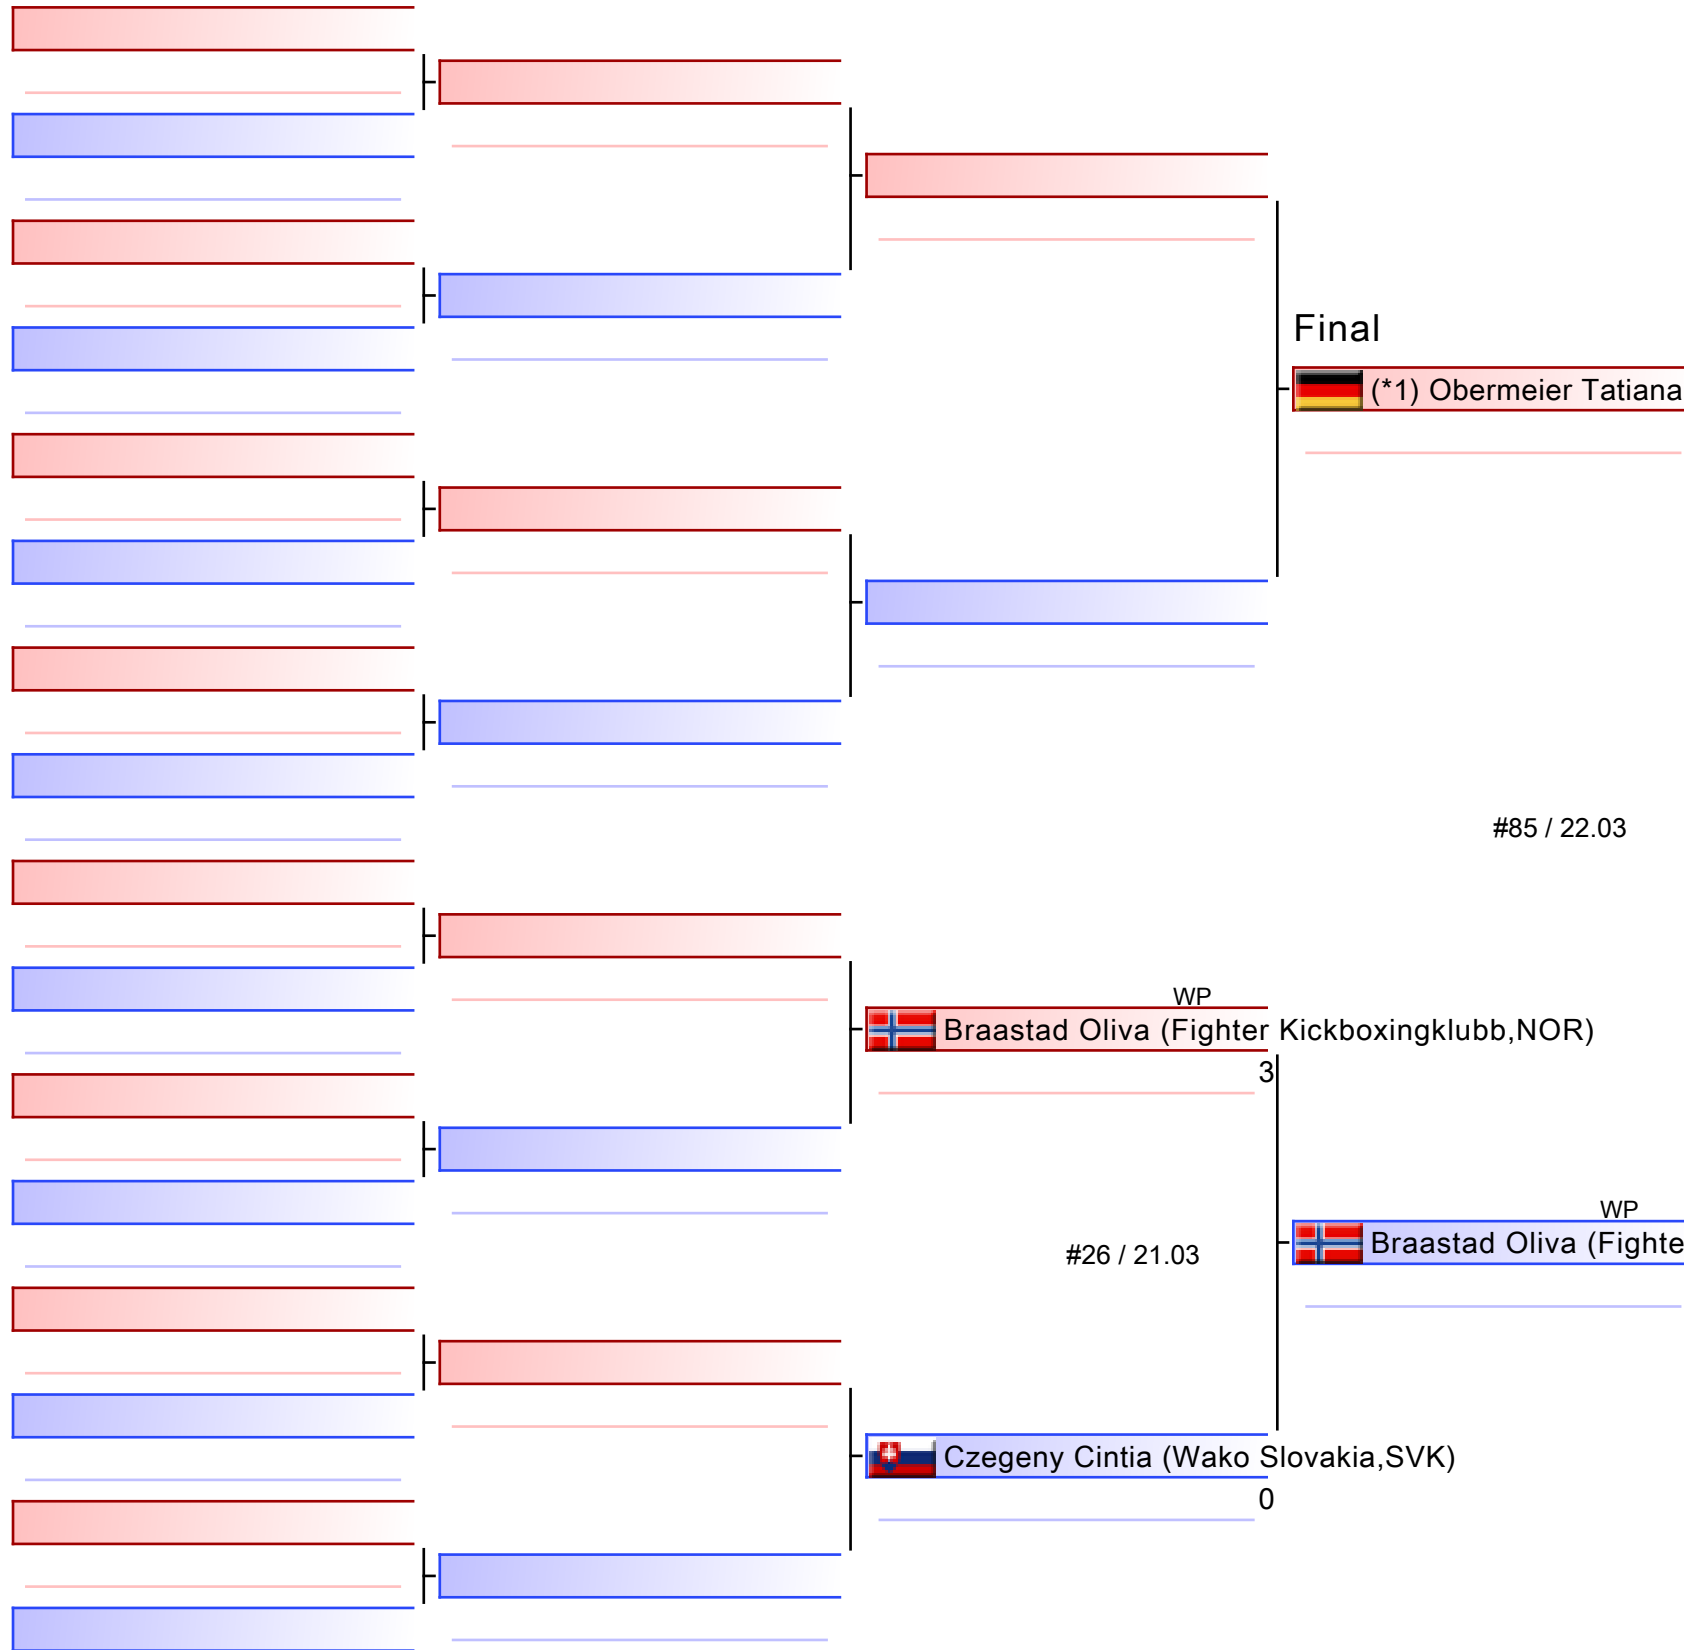 Final
(*1) Obermeier Tatiana
#85 / 22.03
WP
Braastad Oliva (Fighter Kickboxingklubb,NOR)
3
WP
Braastad Oliva (Fighte
#26 / 21.03
Czegeny Cintia (Wako Slovakia,SVK)
0